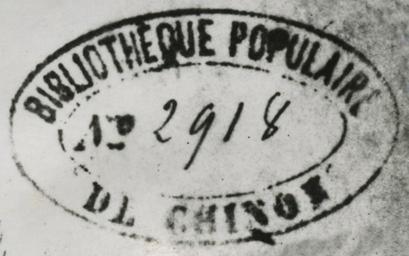 BIBLIOTHÈQUE POPULAIRE
No 2918
DE CHINON